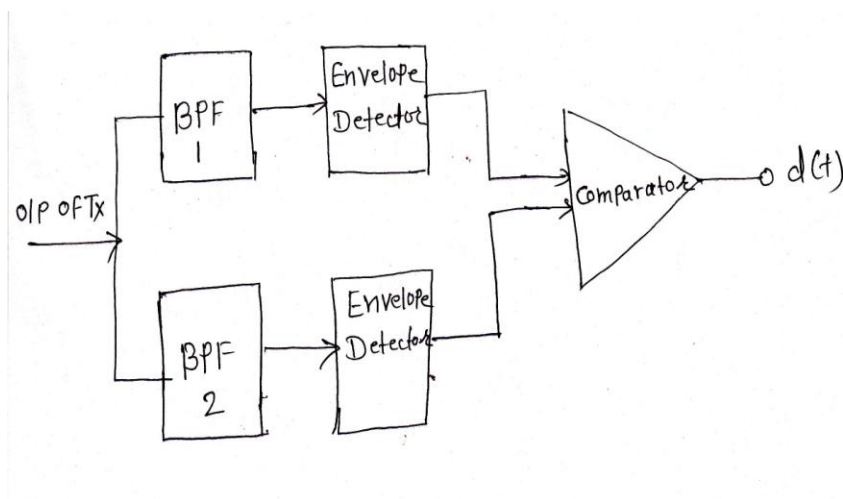 O/P OF Tx
BPF
1
Envelope
Detector
BPF
2
Envelope
Detector
Comparator
d(t)